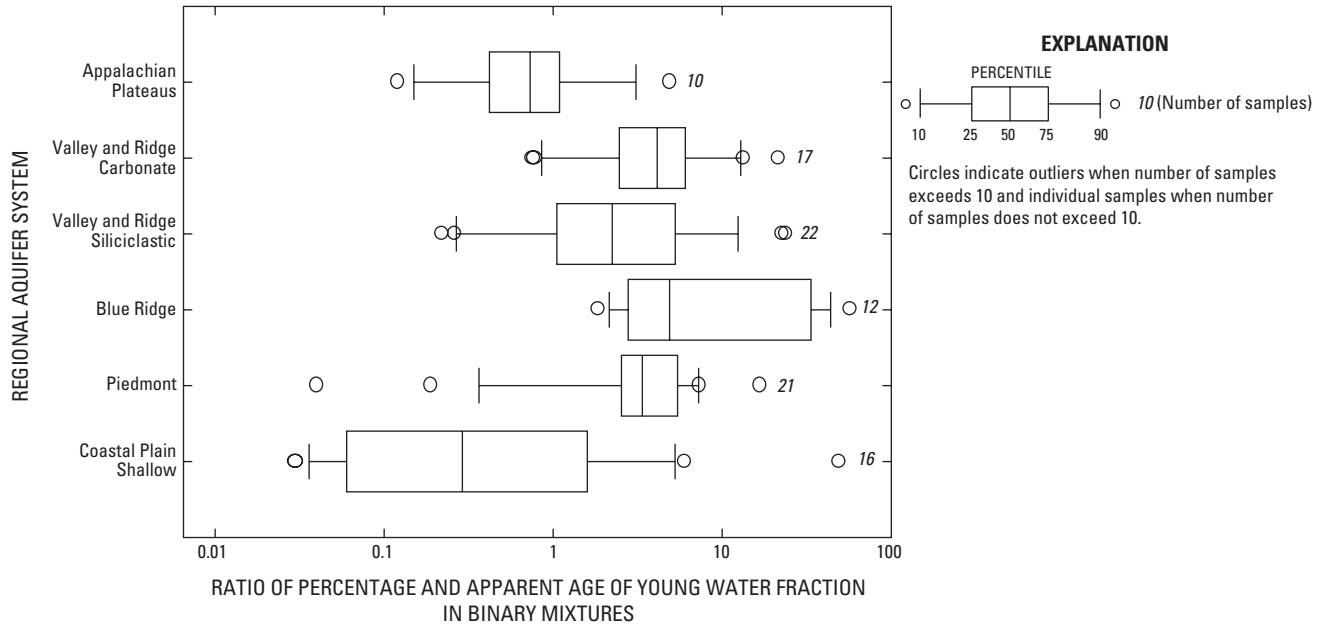 REGIONAL AQUIFER SYSTEM
Appalachian
Plateaus
10
Valley and Ridge
Carbonate
17
Valley and Ridge
Siliciclastic
22
Blue Ridge
12
Piedmont
21
Coastal Plain
Shallow
16
0.01 0.1 1 10 100
RATIO OF PERCENTAGE AND APPARENT AGE OF YOUNG WATER FRACTION
IN BINARY MIXTURES
EXPLANATION
PERCENTILE
10 (Number of samples)
10 25 50 75 90
Circles indicate outliers when number of samples
exceeds 10 and individual samples when number
of samples does not exceed 10.